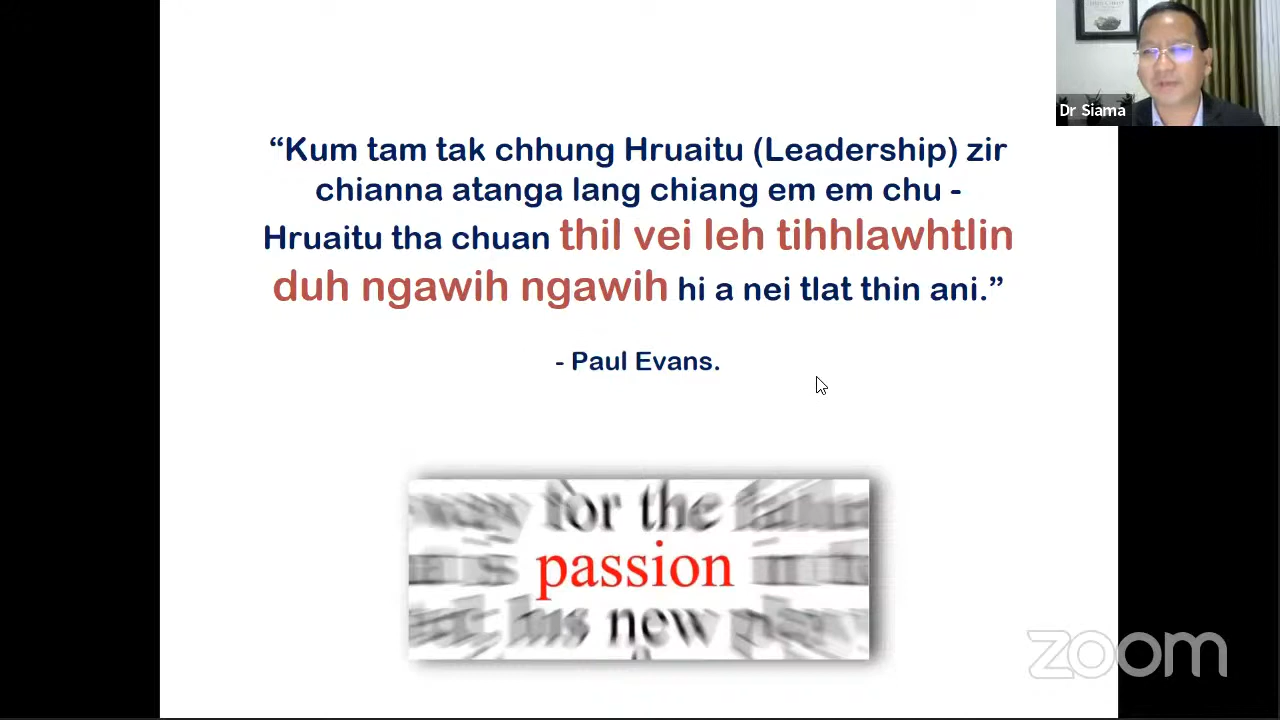 “Kum tam tak chhung Hruaitu (Leadership) zir
chianna atanga lang chiang em em chu -
Hruaitu tha chuan thil vei leh tihhlawhtlin
duh ngawih ngawih hi a nei tlat thin ani.”
- Paul Evans.
way for the
passion
his new
Dr Siama
zoom